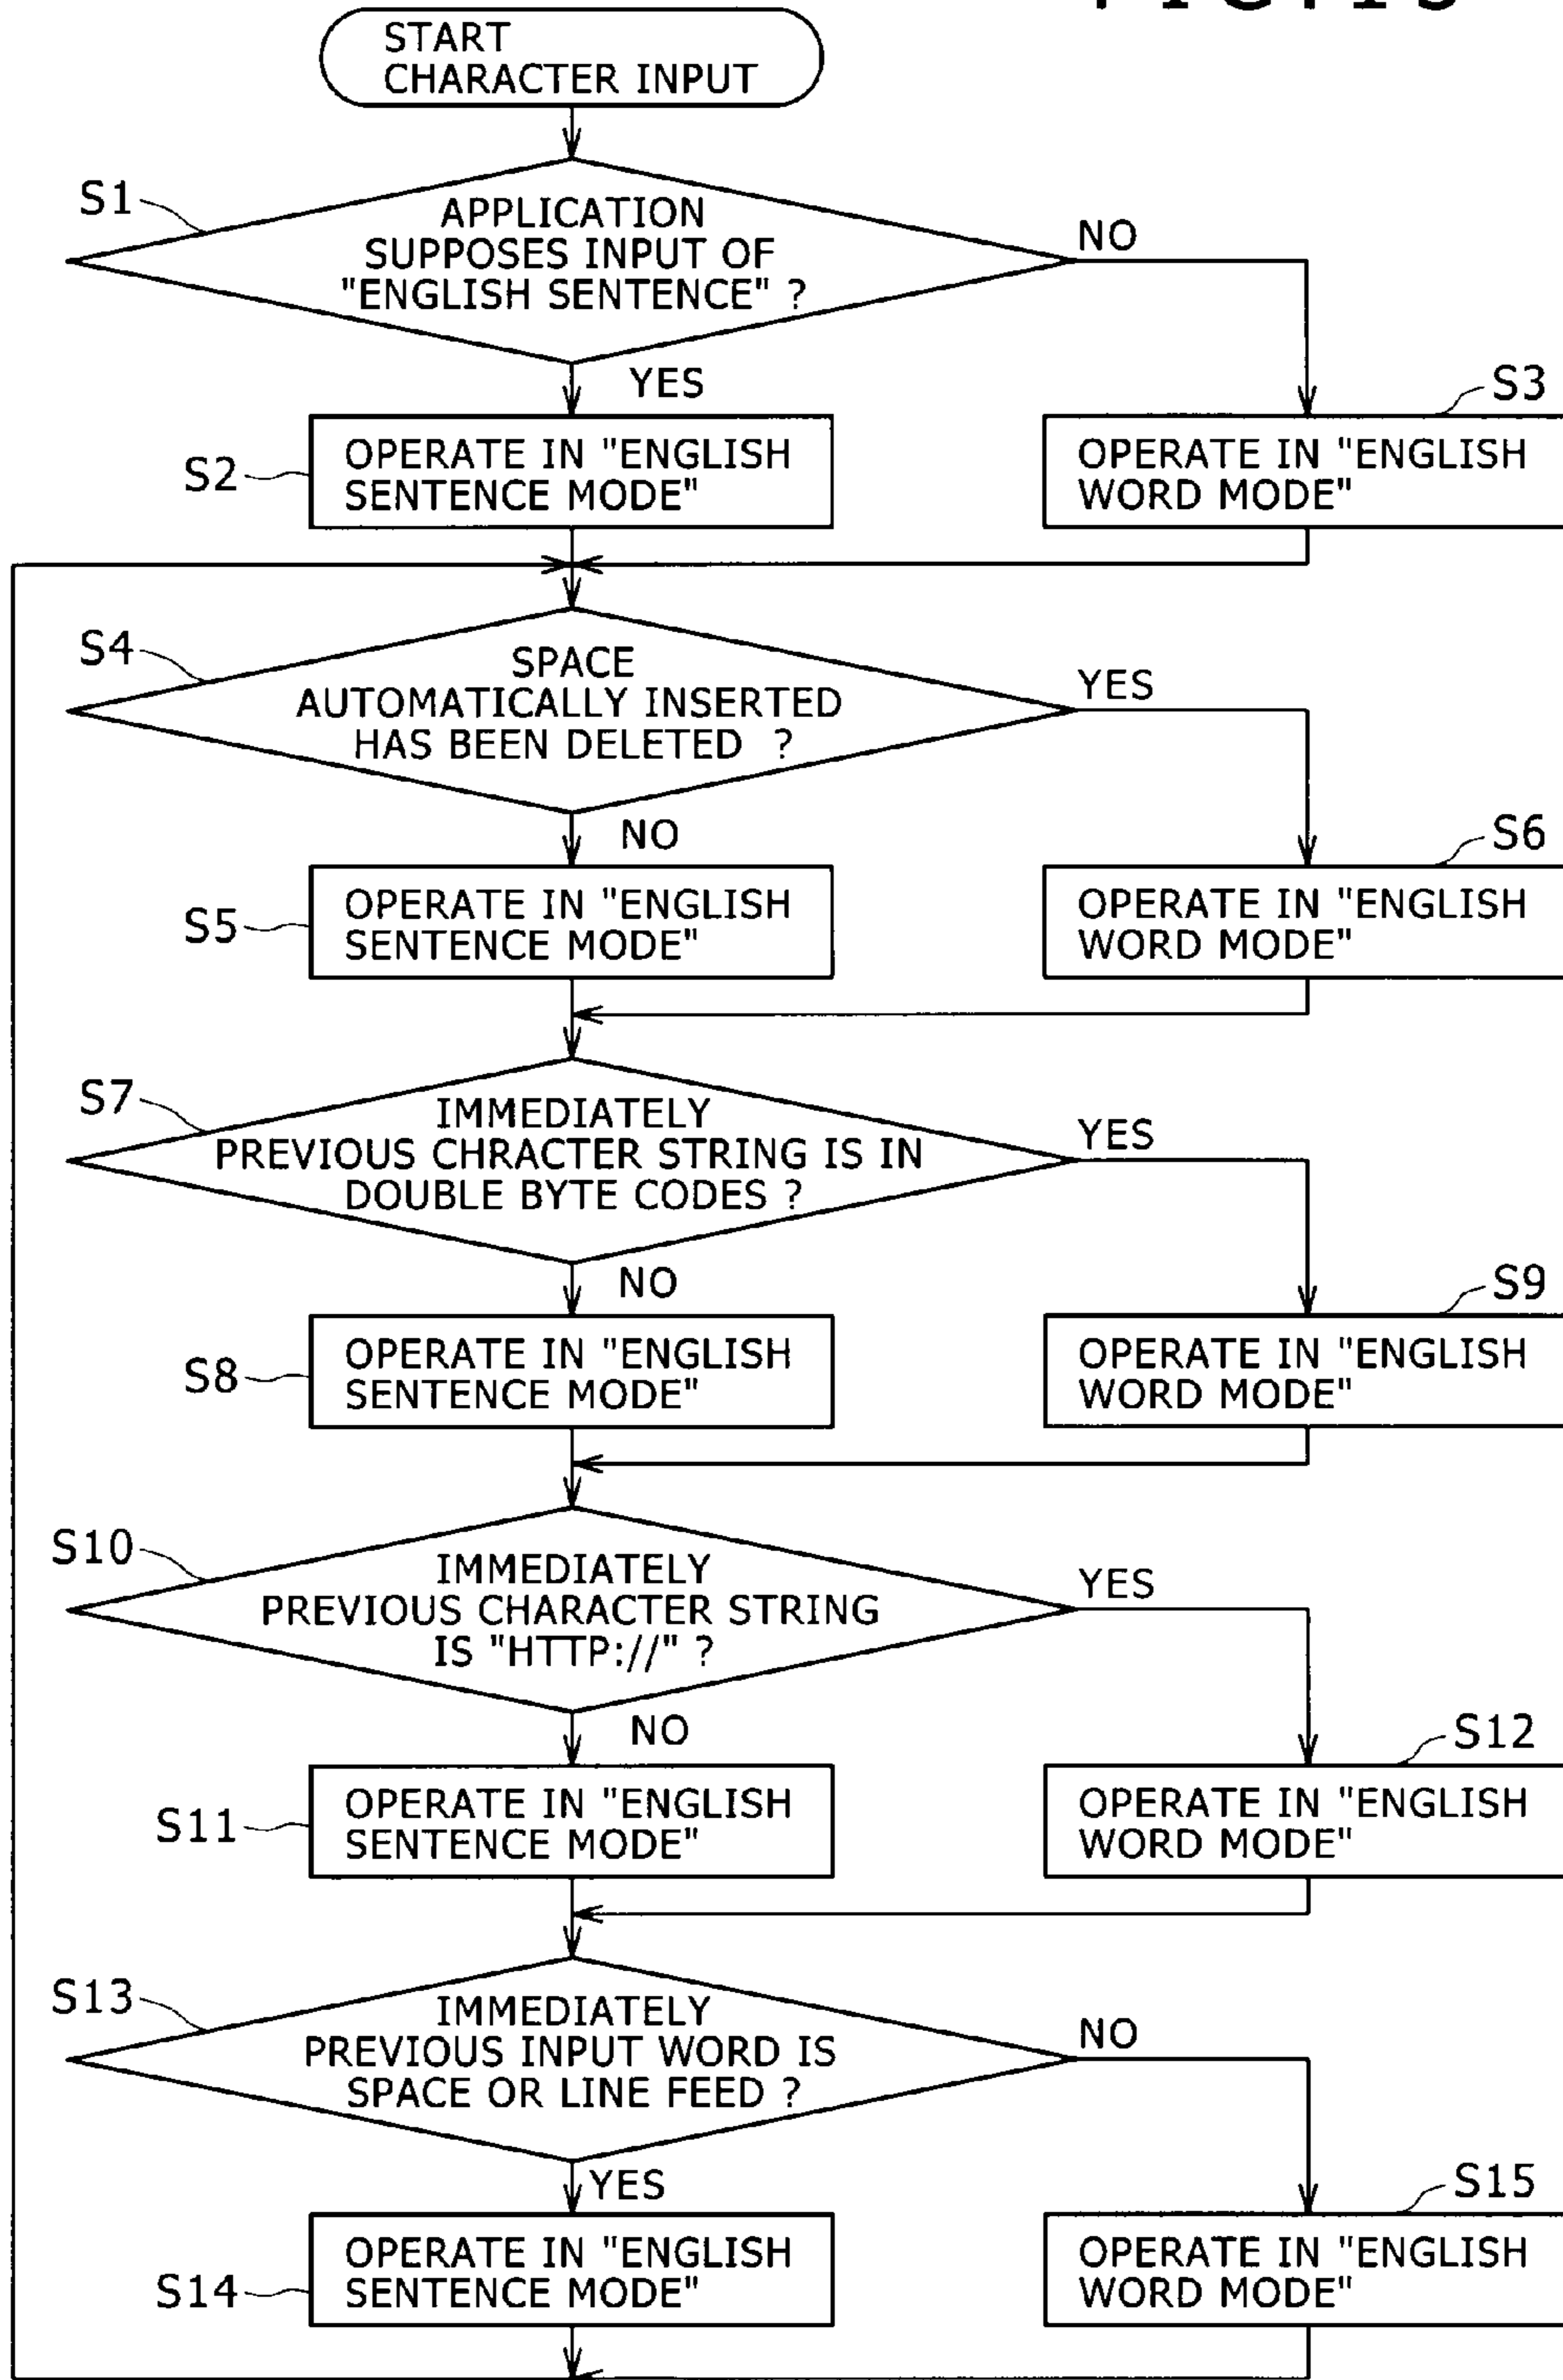 START
CHARACTER INPUT
S1
APPLICATION
SUPPOSES INPUT OF
"ENGLISH SENTENCE" ?
NO
YES
S2
OPERATE IN "ENGLISH
SENTENCE MODE"
S3
OPERATE IN "ENGLISH
WORD MODE"
S4
SPACE
AUTOMATICALLY INSERTED
HAS BEEN DELETED ?
YES
NO
S5
OPERATE IN "ENGLISH
SENTENCE MODE"
S6
OPERATE IN "ENGLISH
WORD MODE"
S7
IMMEDIATELY
PREVIOUS CHRACTER STRING IS IN
DOUBLE BYTE CODES ?
YES
NO
S8
OPERATE IN "ENGLISH
SENTENCE MODE"
S9
OPERATE IN "ENGLISH
WORD MODE"
S10
IMMEDIATELY
PREVIOUS CHARACTER STRING
IS "HTTP://" ?
YES
NO
S11
OPERATE IN "ENGLISH
SENTENCE MODE"
S12
OPERATE IN "ENGLISH
WORD MODE"
S13
IMMEDIATELY
PREVIOUS INPUT WORD IS
SPACE OR LINE FEED ?
NO
YES
S14
OPERATE IN "ENGLISH
SENTENCE MODE"
S15
OPERATE IN "ENGLISH
WORD MODE"